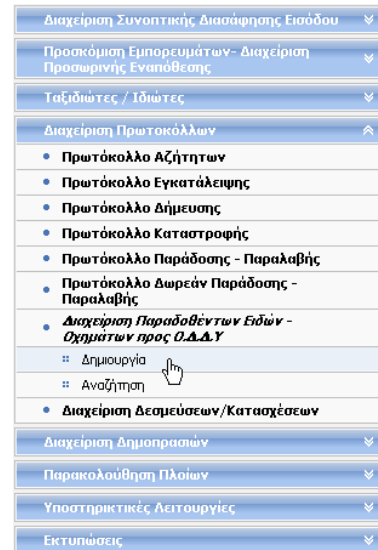 Διαχείριση Συνοπτικής Διασάφησης Εισόδου
Προσκόμιση Εμπορευμάτων- Διαχείριση
Προσωρινής Εναπόθεσης
Ταξιδιώτες / Ιδιώτες
Διαχείριση Πρωτοκόλλων
Πρωτόκολλο Αζήτητων
Πρωτόκολλο Εγκατάλειψης
Πρωτόκολλο Δήμευσης
Πρωτόκολλο Καταστροφής
Πρωτόκολλο Παράδοσης - Παραλαβής
Πρωτόκολλο Δωρεάν Παράδοσης -
Παραλαβής
Διαχείριση Παραδοθέντων Ειδών -
Οχημάτων προς Ο.Δ.Δ.Υ
Δημιουργία
Αναζήτηση
Διαχείριση Δεσμεύσεων/Κατασχέσεων
Διαχείριση Δημοπρασιών
Παρακολούθηση Πλοίων
Υποστηρικτικές Λειτουργίες
Εκτυπώσεις